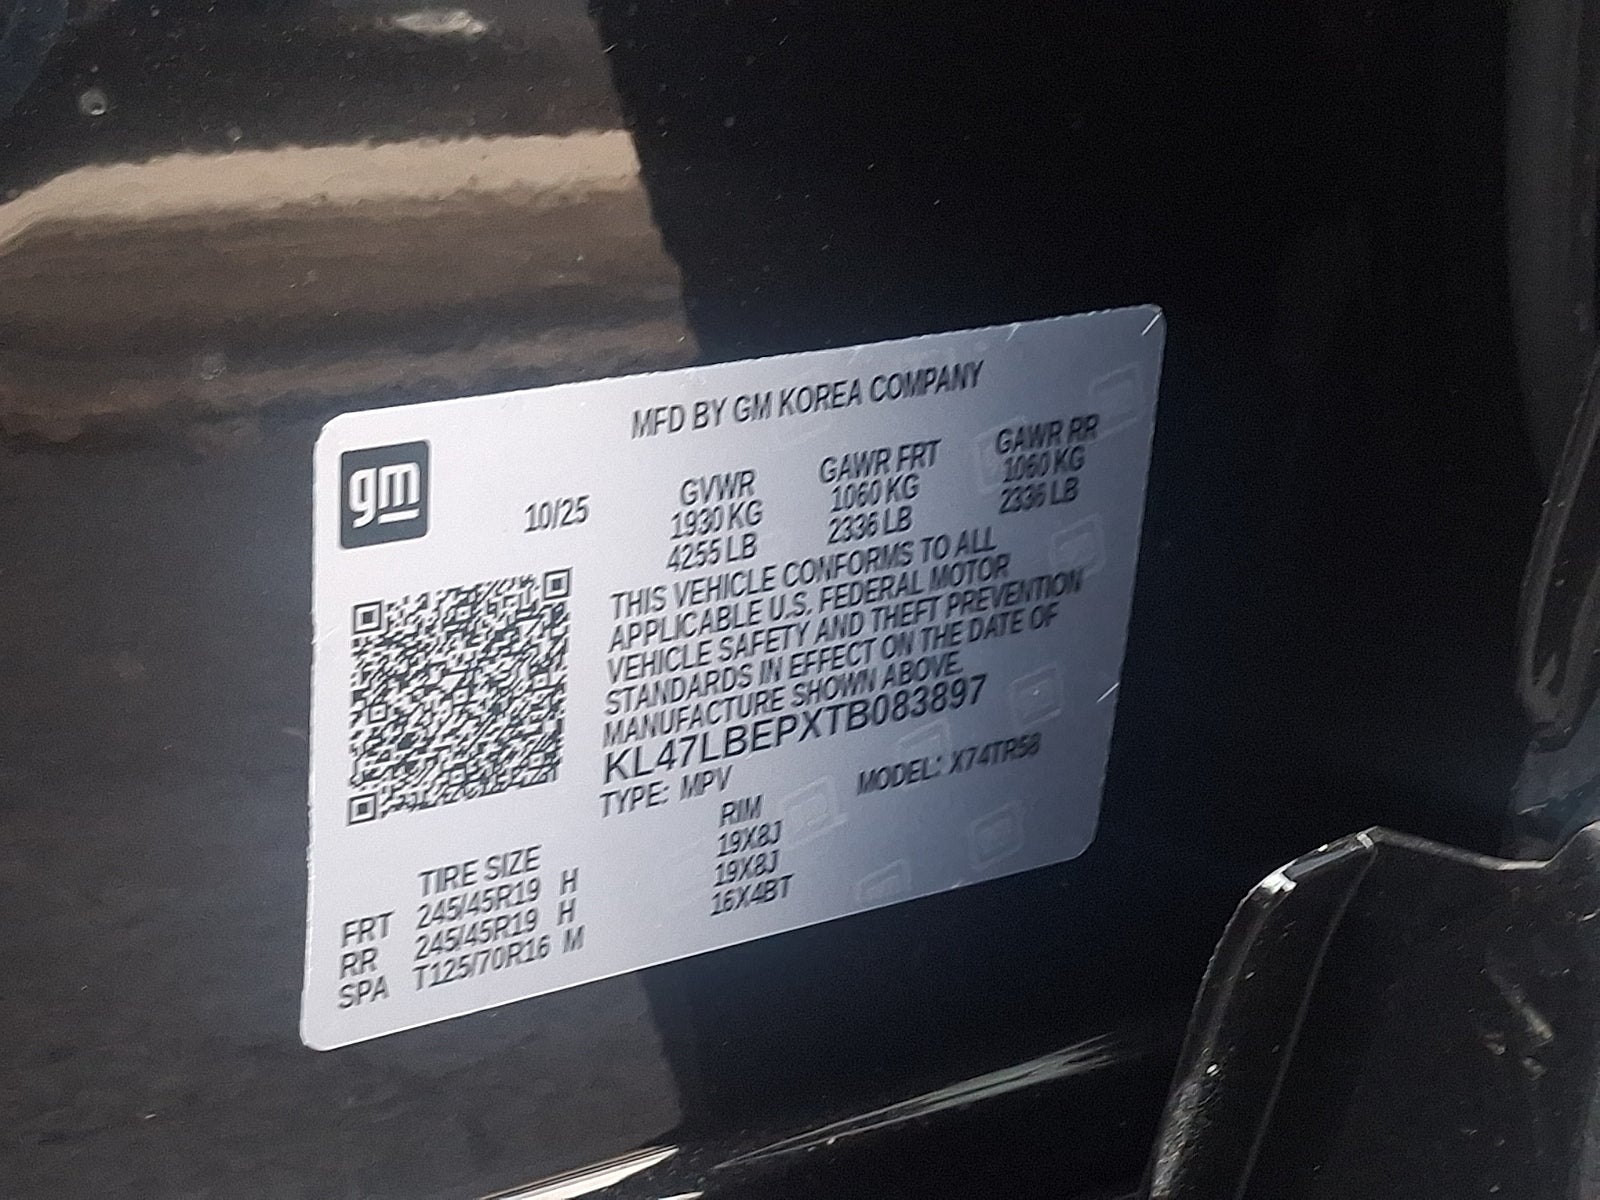 MFD BY GM KOREA COMPANY
gm
10/25
GVWR GAWR FRT GAWR RR
1930 KG 1060 KG 1060 KG
4255 LB 2336 LB 2336 LB
THIS VEHICLE CONFORMS TO ALL
APPLICABLE U.S. FEDERAL MOTOR
VEHICLE SAFETY AND THEFT PREVENTION
STANDARDS IN EFFECT ON THE DATE OF
MANUFACTURE SHOWN ABOVE.
KL47LBEPXTB083897
TYPE: MPV MODEL: X74TR58
TIRE SIZE RIM
FRT 245/45R19 H 19X8J
RR 245/45R19 H 19X8J
SPA T125/70R16 M 16X4BT